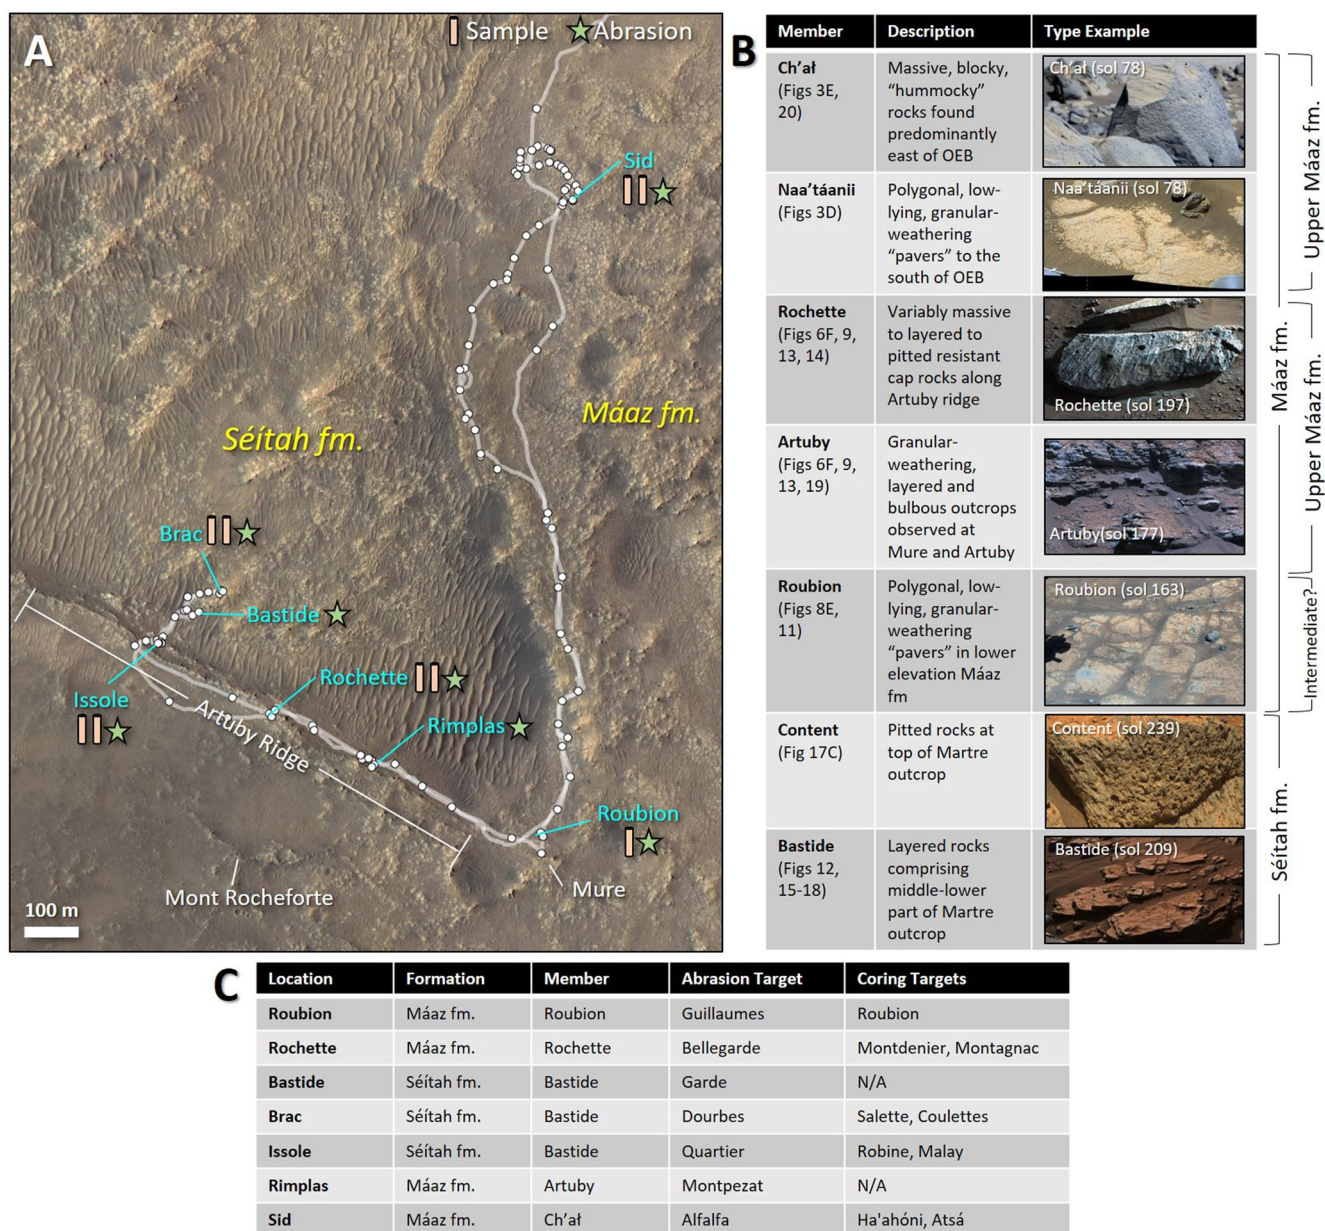 A
Sample
Abrasion
Sid
Máaz fm.
Séítah fm.
Brac
Bastide
Issole
Rochette
Artuby Ridge
Rimplas
Roubion
Mure
Mont Rocheforte
100 m
B
Member Description Type Example
Ch'ał
(Figs 3E,
20)
Massive, blocky,
"hummocky"
rocks found
predominantly
east of OEB
Ch'ał (sol 78)
Naa'táanii
(Figs 3D)
Polygonal, low-
lying, granular-
weathering
"pavers" to the
south of OEB
Naa'táanii (sol 78)
Rochette
(Figs 6F, 9,
13, 14)
Variably massive
to layered to
pitted resistant
cap rocks along
Artuby ridge
Rochette (sol 197)
Artuby
(Figs 6F, 9,
13, 19)
Granular-
weathering,
layered and
bulbous outcrops
observed at
Mure and Artuby
Artuby(sol 177)
Roubion
(Figs 8E,
11)
Polygonal, low-
lying, granular-
weathering
"pavers" in lower
elevation Máaz
fm
Roubion (sol 163)
Content
(Fig 17C)
Pitted rocks at
top of Martre
outcrop
Content (sol 239)
Bastide
(Figs 12,
15-18)
Layered rocks
comprising
middle-lower
part of Martre
outcrop
Bastide (sol 209)
Upper Máaz fm.
Máaz fm.
Upper Máaz fm.
Intermediate?
Séítah fm.
C
Location Formation Member Abrasion Target Coring Targets
Roubion Máaz fm. Roubion Guillaumes Roubion
Rochette Máaz fm. Rochette Bellegarde Montdenier, Montagnac
Bastide Séítah fm. Bastide Garde N/A
Brac Séítah fm. Bastide Dourbes Salette, Coulettes
Issole Séítah fm. Bastide Quartier Robine, Malay
Rimplas Máaz fm. Artuby Montpezat N/A
Sid Máaz fm. Ch'ał Alfalfa Ha'ahóni, Atsá